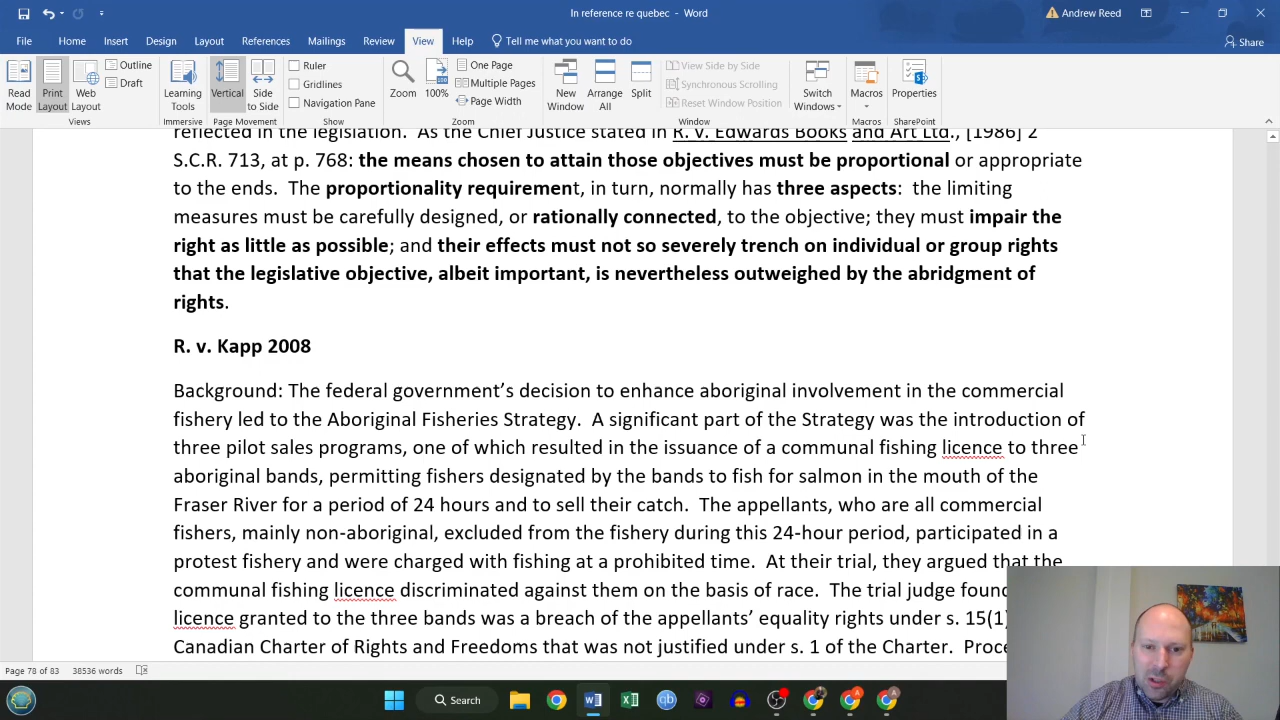 In reference re quebec - Word
Andrew Reed
File Home Insert Design Layout References Mailings Review View Help Tell me what you want to do Share
Read Mode
Print Layout
Web Layout
Outline
Draft
Views
Learning Tools
Immersive
Vertical
Side to Side
Page Movement
Ruler
Gridlines
Navigation Pane
Show
Zoom
100%
One Page
Multiple Pages
Page Width
Zoom
New Window
Arrange All
Split
View Side by Side
Synchronous Scrolling
Reset Window Position
Window
Switch Windows
Macros
Macros
Properties
SharePoint
reflected in the legislation. As the Chief Justice stated in R. v. Edwards Books and Art Ltd., [1986] 2
S.C.R. 713, at p. 768: the means chosen to attain those objectives must be proportional or appropriate
to the ends. The proportionality requirement, in turn, normally has three aspects: the limiting
measures must be carefully designed, or rationally connected, to the objective; they must impair the
right as little as possible; and their effects must not so severely trench on individual or group rights
that the legislative objective, albeit important, is nevertheless outweighed by the abridgment of
rights.
R. v. Kapp 2008
Background: The federal government's decision to enhance aboriginal involvement in the commercial
fishery led to the Aboriginal Fisheries Strategy. A significant part of the Strategy was the introduction of
three pilot sales programs, one of which resulted in the issuance of a communal fishing licence to three
aboriginal bands, permitting fishers designated by the bands to fish for salmon in the mouth of the
Fraser River for a period of 24 hours and to sell their catch. The appellants, who are all commercial
fishers, mainly non-aboriginal, excluded from the fishery during this 24-hour period, participated in a
protest fishery and were charged with fishing at a prohibited time. At their trial, they argued that the
communal fishing licence discriminated against them on the basis of race. The trial judge found
licence granted to the three bands was a breach of the appellants' equality rights under s. 15(1)
Canadian Charter of Rights and Freedoms that was not justified under s. 1 of the Charter.
Page 78 of 83 38536 words
Search